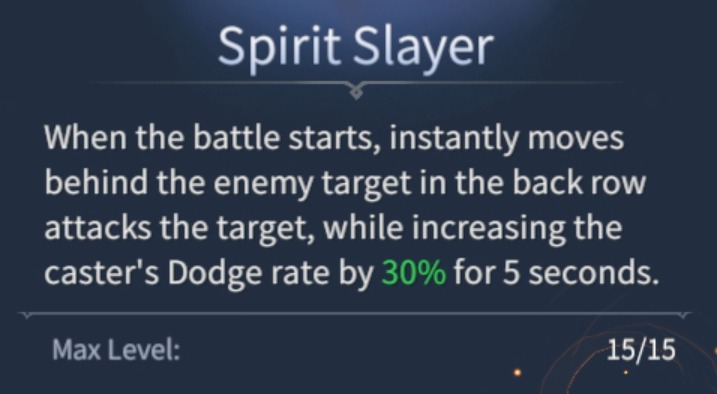 Spirit Slayer
When the battle starts, instantly moves
behind the enemy target in the back row
attacks the target, while increasing the
caster's Dodge rate by 30% for 5 seconds.
Max Level: 15/15